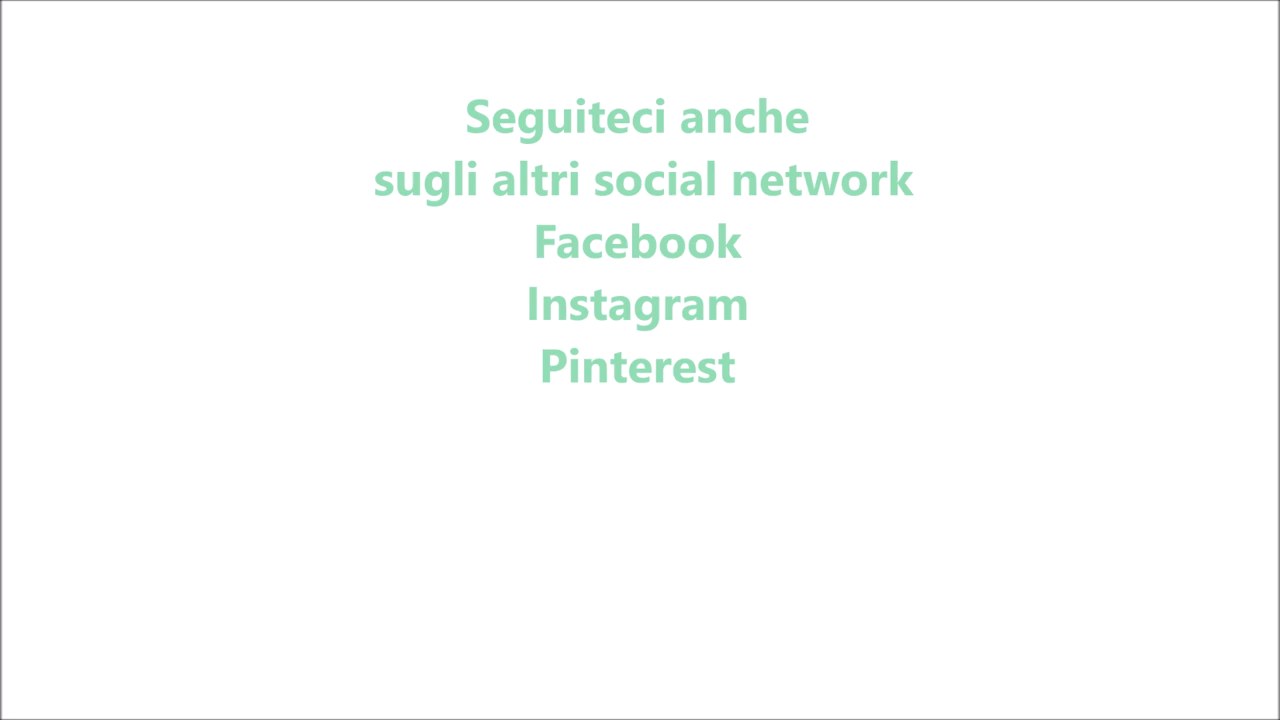 Seguiteci anche
sugli altri social network
Facebook
Instagram
Pinterest